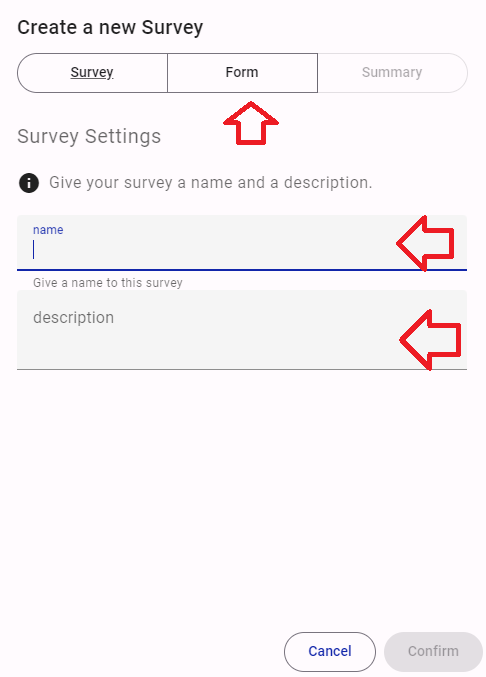 Create a new Survey
Survey Form Summary
Survey Settings
Give your survey a name and a description.
name
Give a name to this survey
description
Cancel Confirm